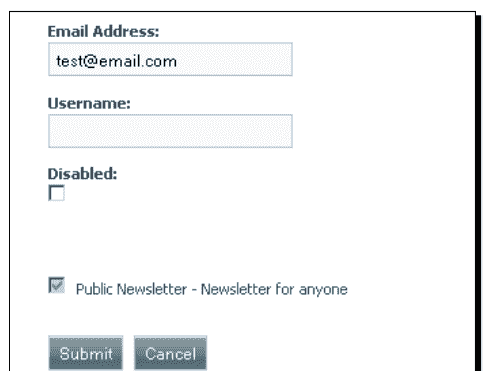 Email Address:
test@email.com
Username:
Disabled:
Public Newsletter - Newsletter for anyone
Submit Cancel